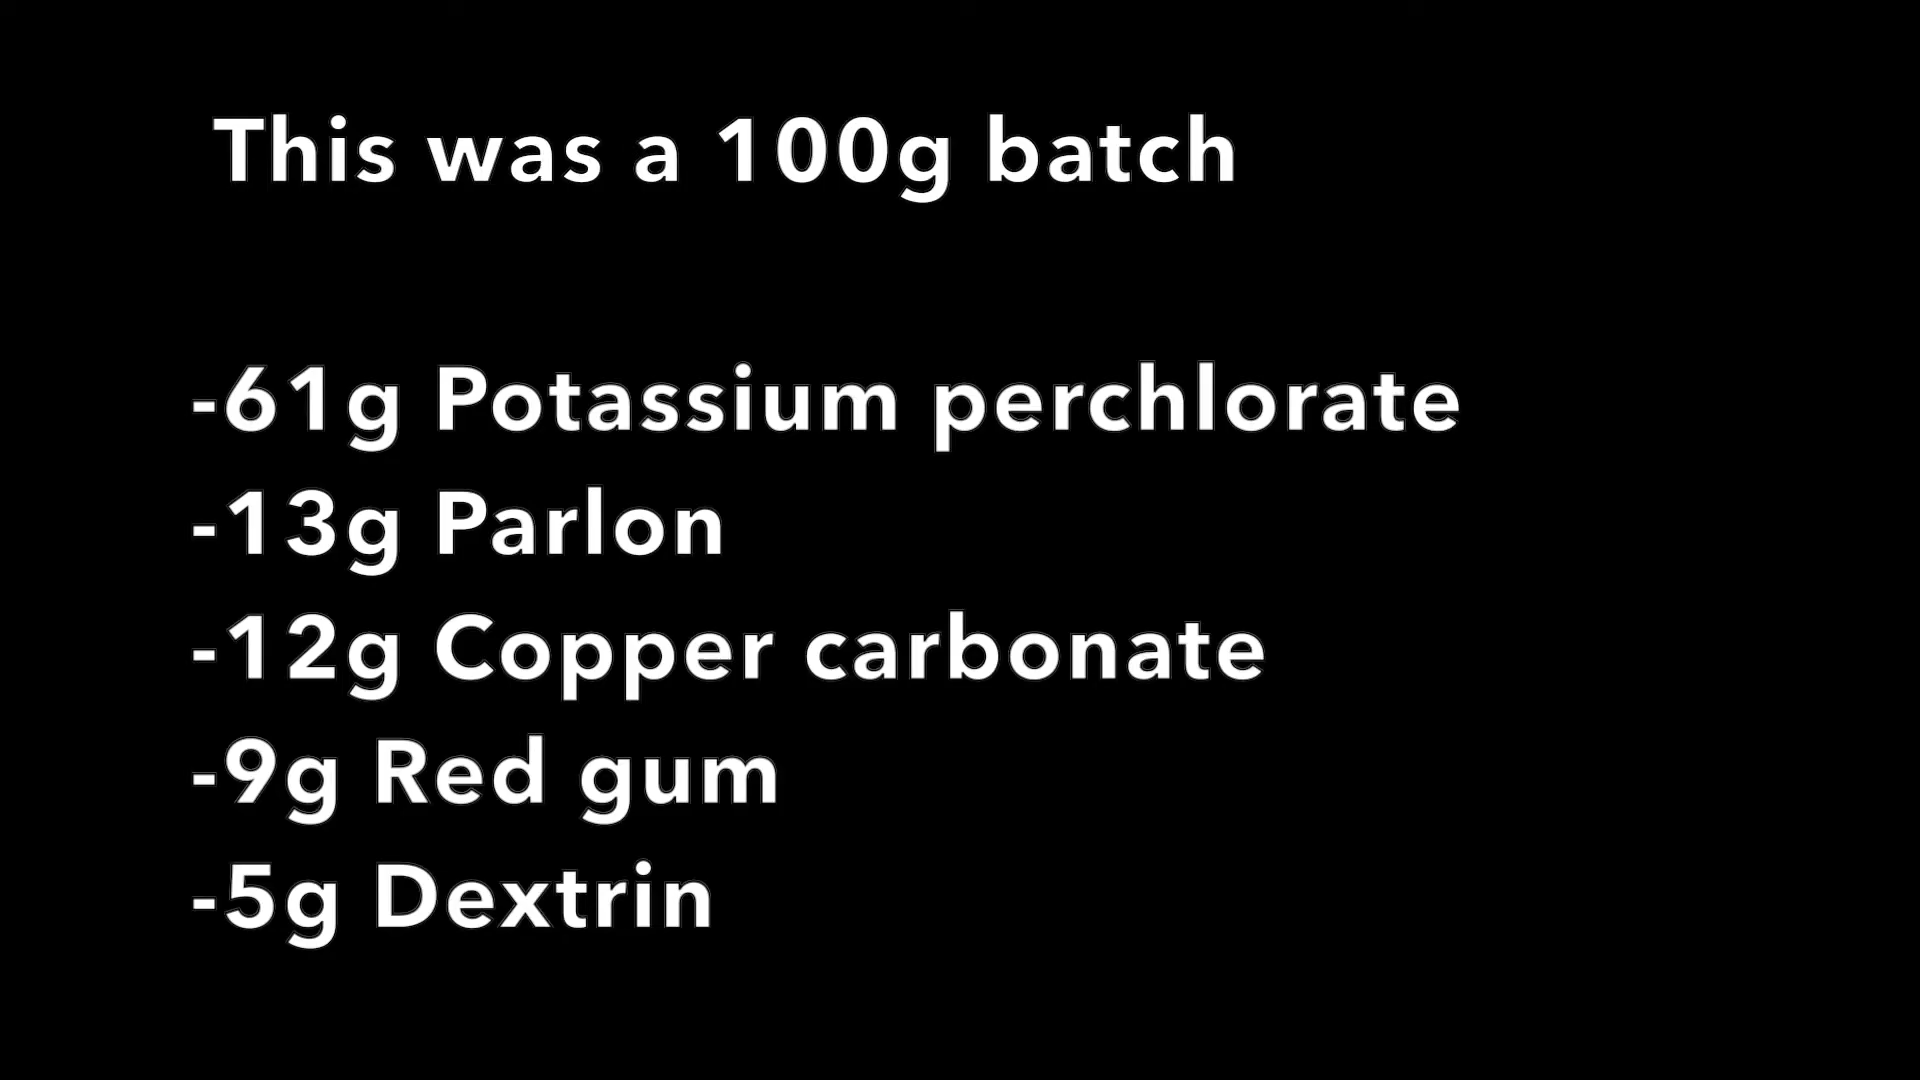 This was a 100g batch
-61g Potassium perchlorate
-13g Parlon
-12g Copper carbonate
-9g Red gum
-5g Dextrin